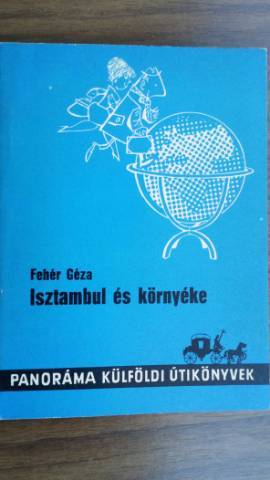 Fehér Géza
Isztambul és környéke
PANORÁMA KÜLFÖLDI ÚTIKÖNYVEK